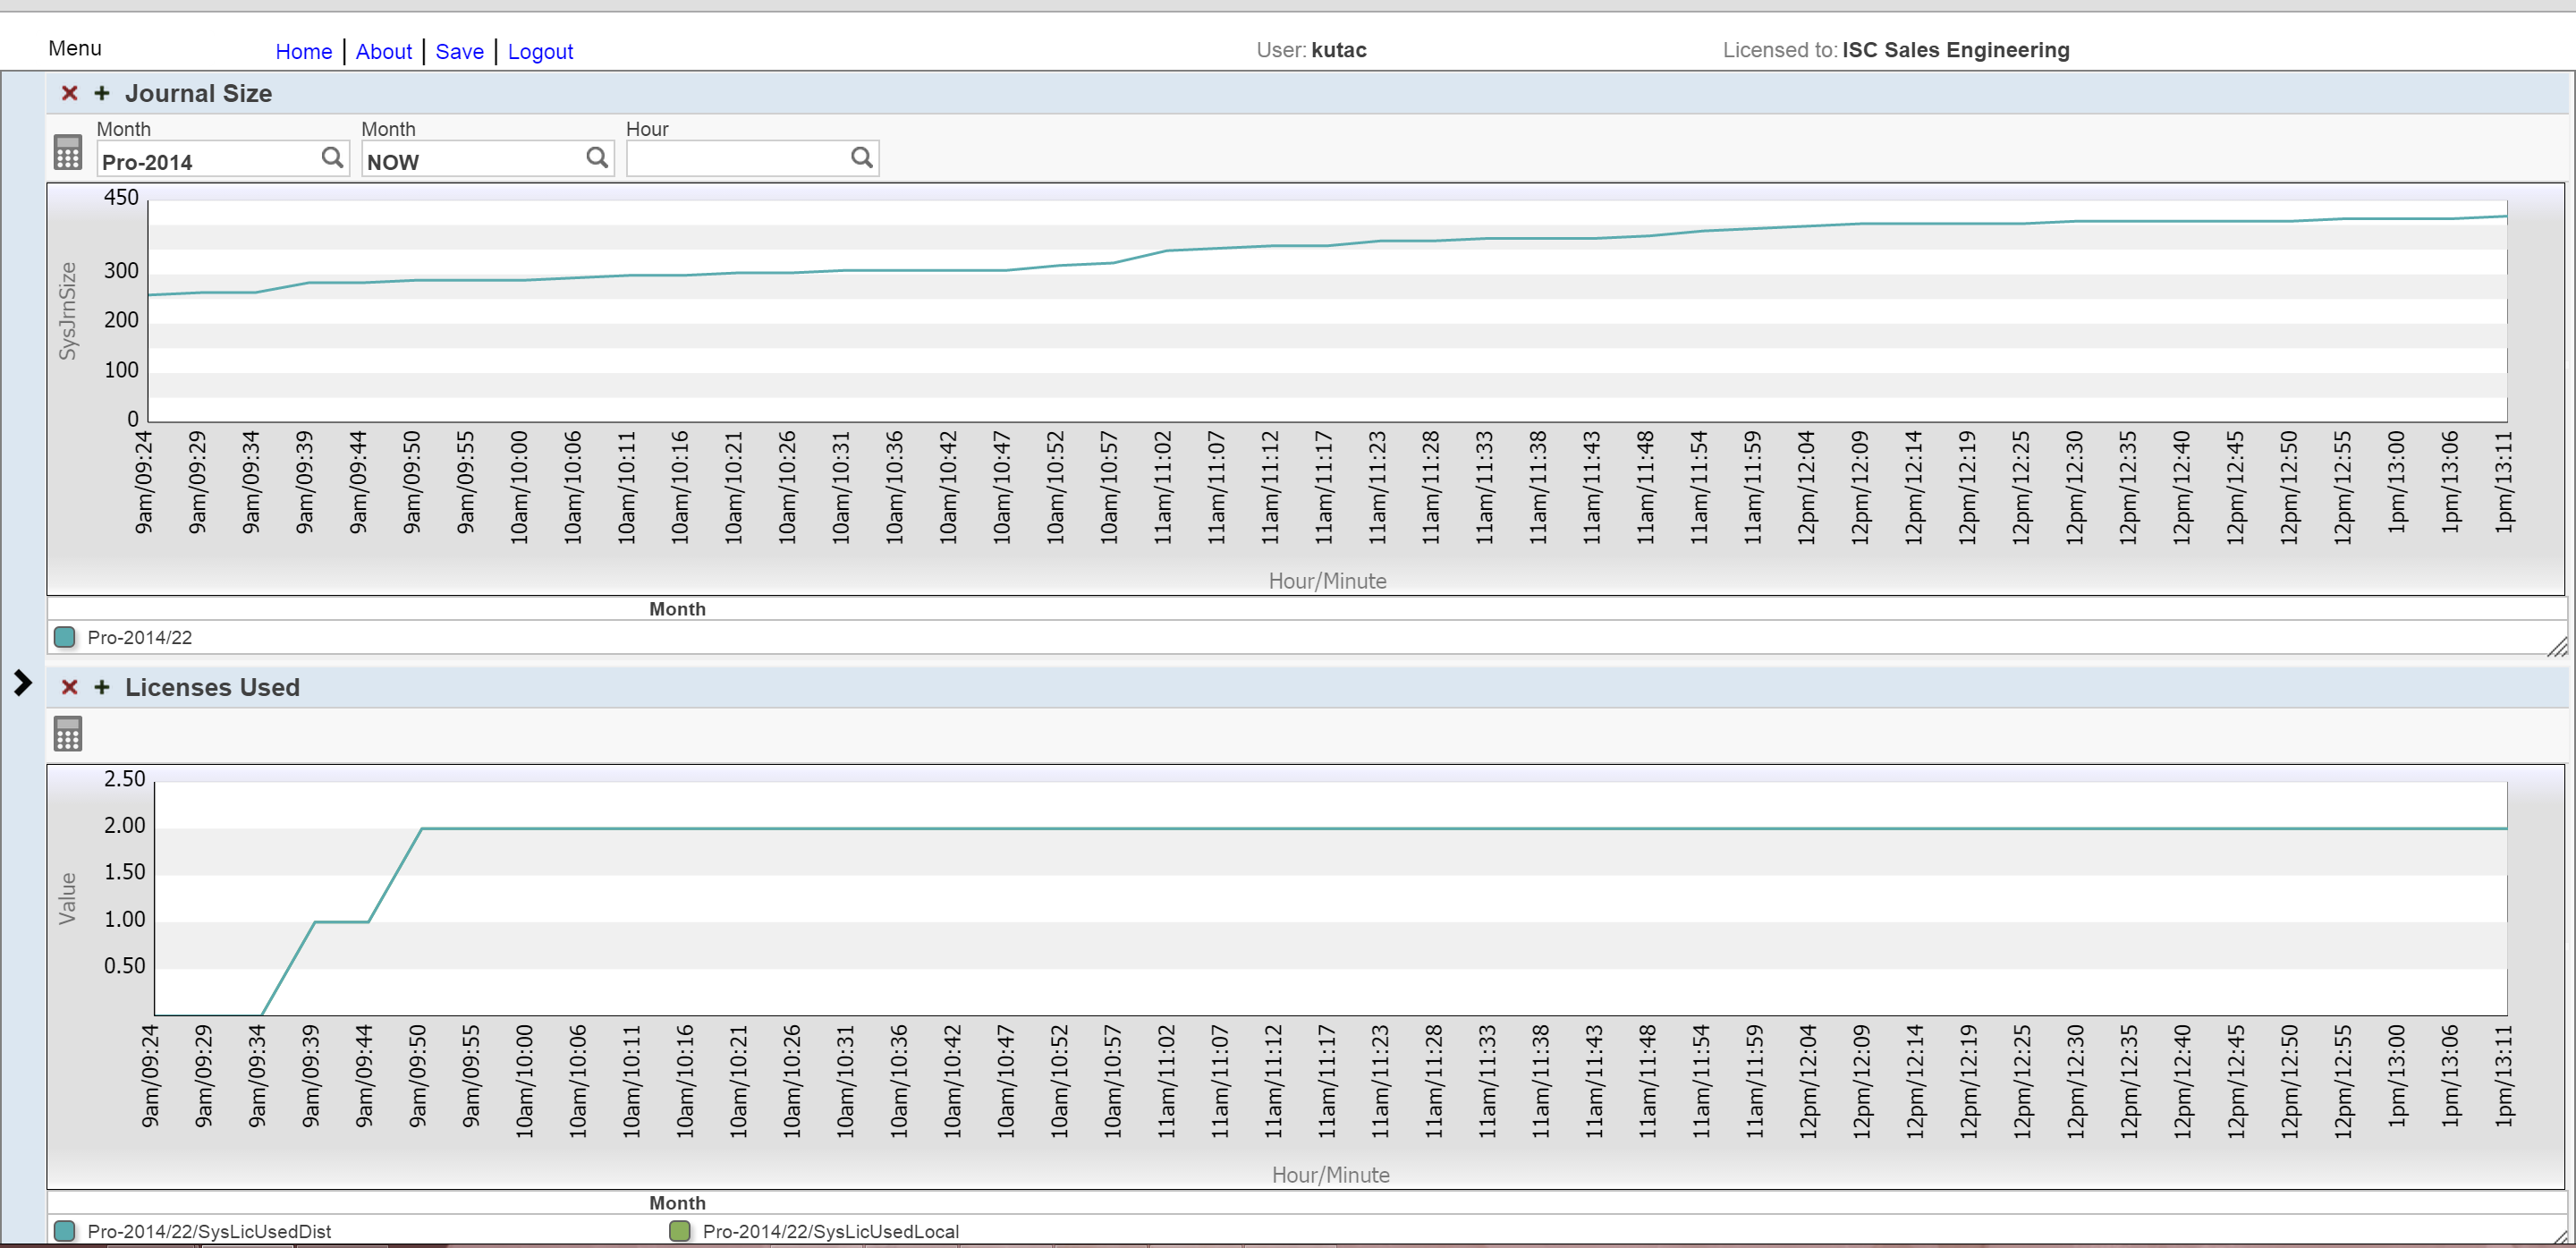 Menu Home | About | Save | Logout User: kutac Licensed to: ISC Sales Engineering
Journal Size
Month Month Hour
Pro-2014 NOW
450
300
200
100
0
SysJrnSize
9am/09:24 9am/09:29 9am/09:34 9am/09:39 9am/09:44 9am/09:50 9am/09:55 10am/10:00 10am/10:06 10am/10:11 10am/10:16 10am/10:21 10am/10:26 10am/10:31 10am/10:36 10am/10:42 10am/10:47 10am/10:52 10am/10:57 11am/11:02 11am/11:07 11am/11:12 11am/11:17 11am/11:23 11am/11:28 11am/11:33 11am/11:38 11am/11:43 11am/11:48 11am/11:54 11am/11:59 12pm/12:04 12pm/12:09 12pm/12:14 12pm/12:19 12pm/12:25 12pm/12:30 12pm/12:35 12pm/12:40 12pm/12:45 12pm/12:50 12pm/12:55 1pm/13:00 1pm/13:06 1pm/13:11
Hour/Minute
Month
Pro-2014/22
Licenses Used
2.50
2.00
1.50
1.00
0.50
Value
9am/09:24 9am/09:29 9am/09:34 9am/09:39 9am/09:44 9am/09:50 9am/09:55 10am/10:00 10am/10:06 10am/10:11 10am/10:16 10am/10:21 10am/10:26 10am/10:31 10am/10:36 10am/10:42 10am/10:47 10am/10:52 10am/10:57 11am/11:02 11am/11:07 11am/11:12 11am/11:17 11am/11:23 11am/11:28 11am/11:33 11am/11:38 11am/11:43 11am/11:48 11am/11:54 11am/11:59 12pm/12:04 12pm/12:09 12pm/12:14 12pm/12:19 12pm/12:25 12pm/12:30 12pm/12:35 12pm/12:40 12pm/12:45 12pm/12:50 12pm/12:55 1pm/13:00 1pm/13:06 1pm/13:11
Hour/Minute
Month
Pro-2014/22/SysLicUsedDist Pro-2014/22/SysLicUsedLocal